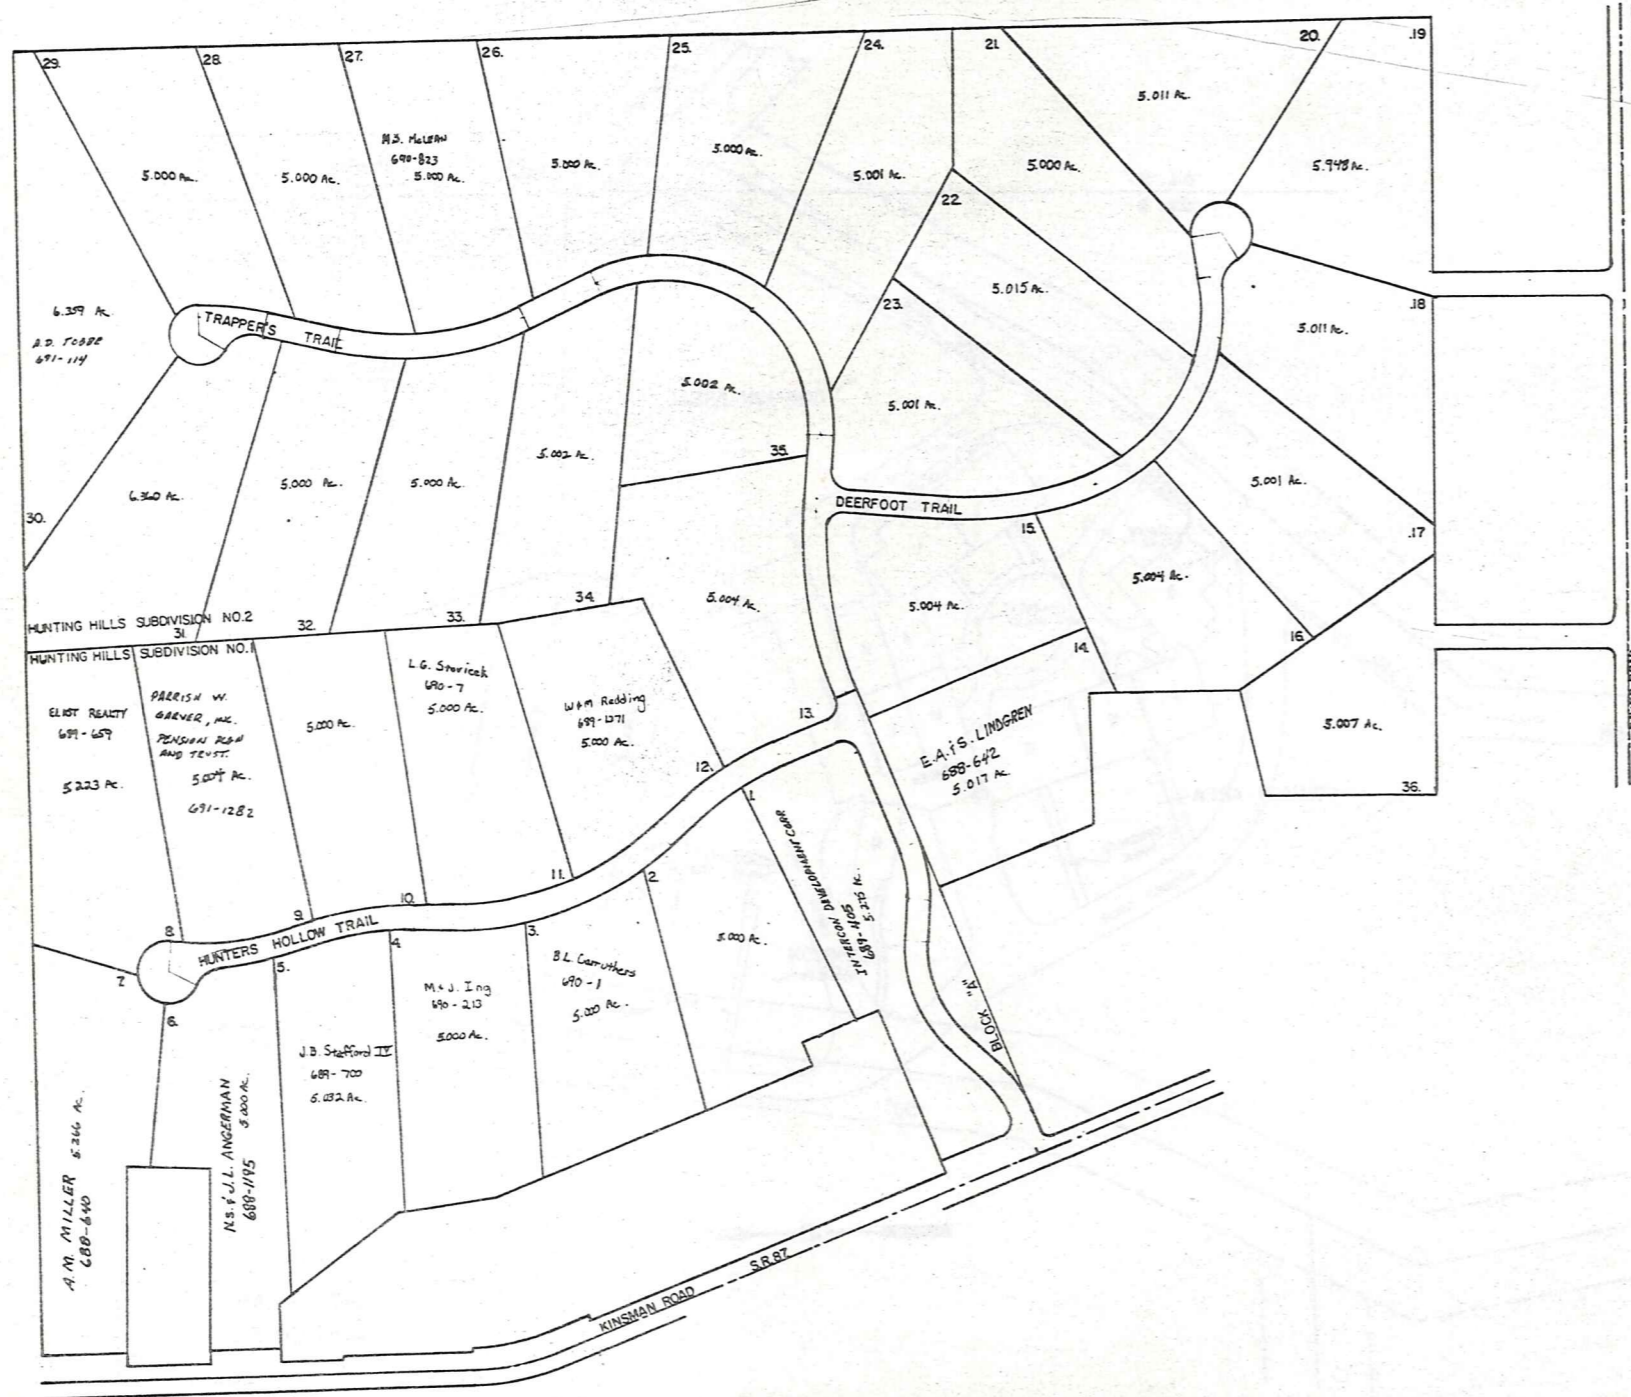 29.
28.
27.
26.
25.
24.
21.
20.
.19
5.011 Ac.
M.S. McLEAN
690-823
5.000 Ac.
5.000 Ac.
5.000 Ac.
5.000 Ac.
5.000 Ac.
5.001 Ac.
5.000 Ac.
5.948 Ac.
22.
5.015 Ac.
23.
6.359 Ac.
691-114
TRAPPER'S TRAIL
5.011 Ac.
.18
5.002 Ac.
5.001 Ac.
35.
5.002 Ac.
6.360 Ac.
5.000 Ac.
5.000 Ac.
5.001 Ac.
30.
DEERFOOT TRAIL
15.
.17
5.004 Ac.
5.004 Ac.
5.004 Ac.
34.
HUNTING HILLS SUBDIVISION NO.2
31.
32.
33.
16.
14.
HUNTING HILLS SUBDIVISION NO.1
ELIST REALTY
689-659
5.223 Ac.
PARRISH W.
GARVER, INC.
PENSION PLAN
AND TRUST.
5.004 Ac.
691-1282
5.000 Ac.
L.G. Stovicek
690-7
5.000 Ac.
W&M Redding
689-1271
5.000 Ac.
13.
12.
E.A. & S. LINDGREN
688-642
5.017 Ac.
5.007 Ac.
36.
1.
INTERCON DEVELOPMENT CORP
689-405
5.275 Ac.
11.
2.
10.
9.
8.
HUNTERS HOLLOW TRAIL
3.
4.
5.
7.
6.
5.000 Ac.
B.L. Carruthers
690-1
5.000 Ac.
M. & J. Ing
690-213
5.000 Ac.
BLOCK "A"
J.B. Stafford IV
689-700
5.032 Ac.
N.S. & J.L. ANGERMAN 5.000 Ac.
688-1195
A.M. MILLER 5.266 Ac.
688-640
KINSMAN ROAD S.R. 87